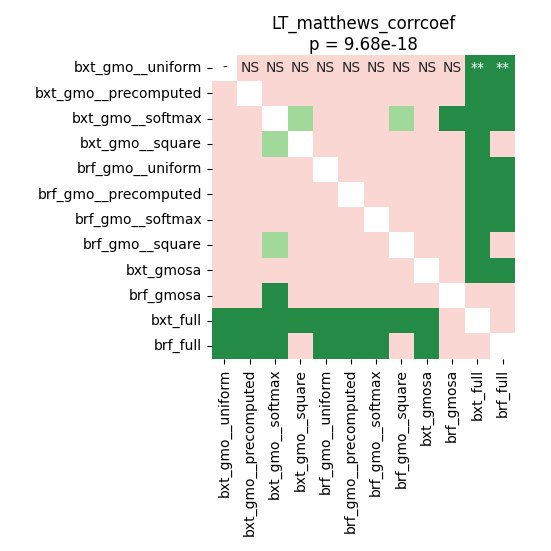 LT_matthews_corrcoef
p = 9.68e-18
bxt_gmo__uniform - NS NS NS NS NS NS NS NS NS ** **
bxt_gmo__precomputed
bxt_gmo__softmax
bxt_gmo__square
brf_gmo__uniform
brf_gmo__precomputed
brf_gmo__softmax
brf_gmo__square
bxt_gmosa
brf_gmosa
bxt_full
brf_full
bxt_gmo__uniform
bxt_gmo__precomputed
bxt_gmo__softmax
bxt_gmo__square
brf_gmo__uniform
brf_gmo__precomputed
brf_gmo__softmax
brf_gmo__square
bxt_gmosa
brf_gmosa
bxt_full
brf_full